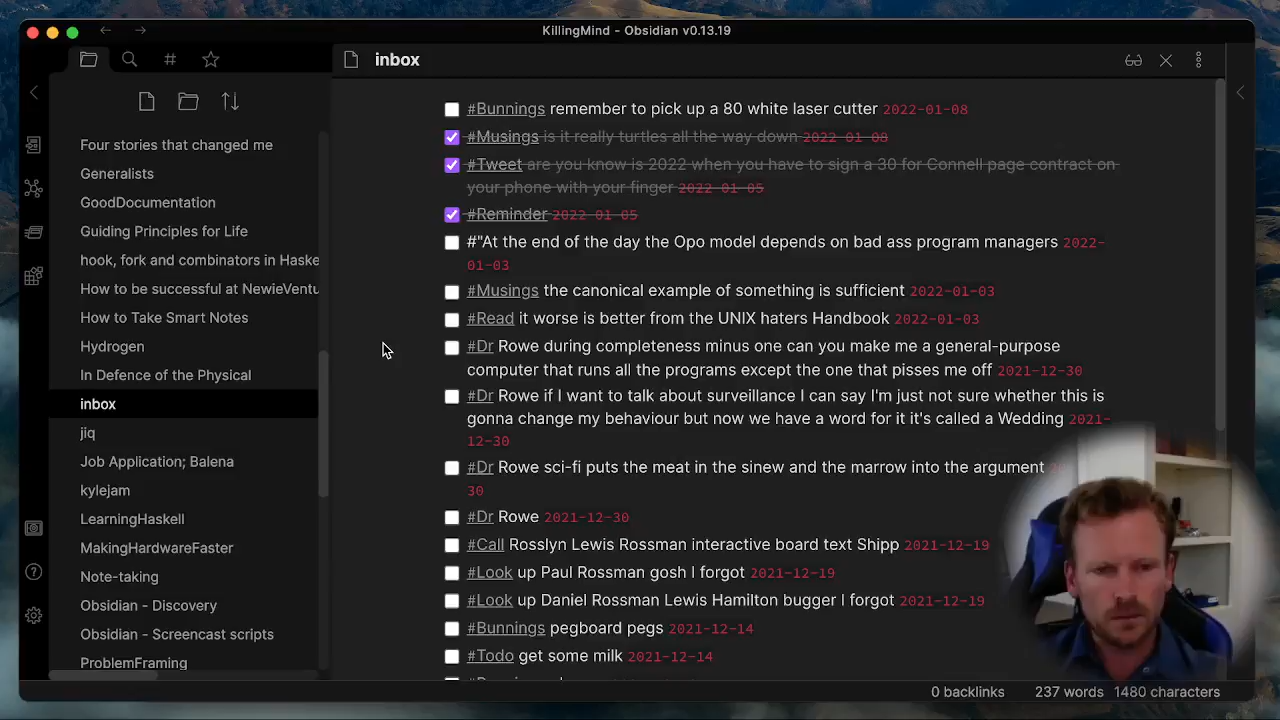 KillingMind - Obsidian v0.13.19
inbox
Four stories that changed me
Generalists
GoodDocumentation
Guiding Principles for Life
hook, fork and combinators in Haske
How to be successful at NewieVentu
How to Take Smart Notes
Hydrogen
In Defence of the Physical
inbox
jiq
Job Application; Balena
kylejam
LearningHaskell
MakingHardwareFaster
Note-taking
Obsidian - Discovery
Obsidian - Screencast scripts
ProblemFraming
#Bunnings remember to pick up a 80 white laser cutter 2022-01-08
#Musings is it really turtles all the way down 2022-01-08
#Tweet are you know is 2022 when you have to sign a 30 for Connell page contract on
your phone with your finger 2022-01-05
#Reminder 2022-01-05
#"At the end of the day the Opo model depends on bad ass program managers 2022-
01-03
#Musings the canonical example of something is sufficient 2022-01-03
#Read it worse is better from the UNIX haters Handbook 2022-01-03
#Dr Rowe during completeness minus one can you make me a general-purpose
computer that runs all the programs except the one that pisses me off 2021-12-30
#Dr Rowe if I want to talk about surveillance I can say I'm just not sure whether this is
gonna change my behaviour but now we have a word for it it's called a Wedding 2021-
12-30
#Dr Rowe sci-fi puts the meat in the sinew and the marrow into the argument
30
#Dr Rowe 2021-12-30
#Call Rosslyn Lewis Rossman interactive board text Shipp 2021-12-19
#Look up Paul Rossman gosh I forgot 2021-12-19
#Look up Daniel Rossman Lewis Hamilton bugger I forgot 2021-12-19
#Bunnings pegboard pegs 2021-12-14
#Todo get some milk 2021-12-14
0 backlinks 237 words 1480 characters